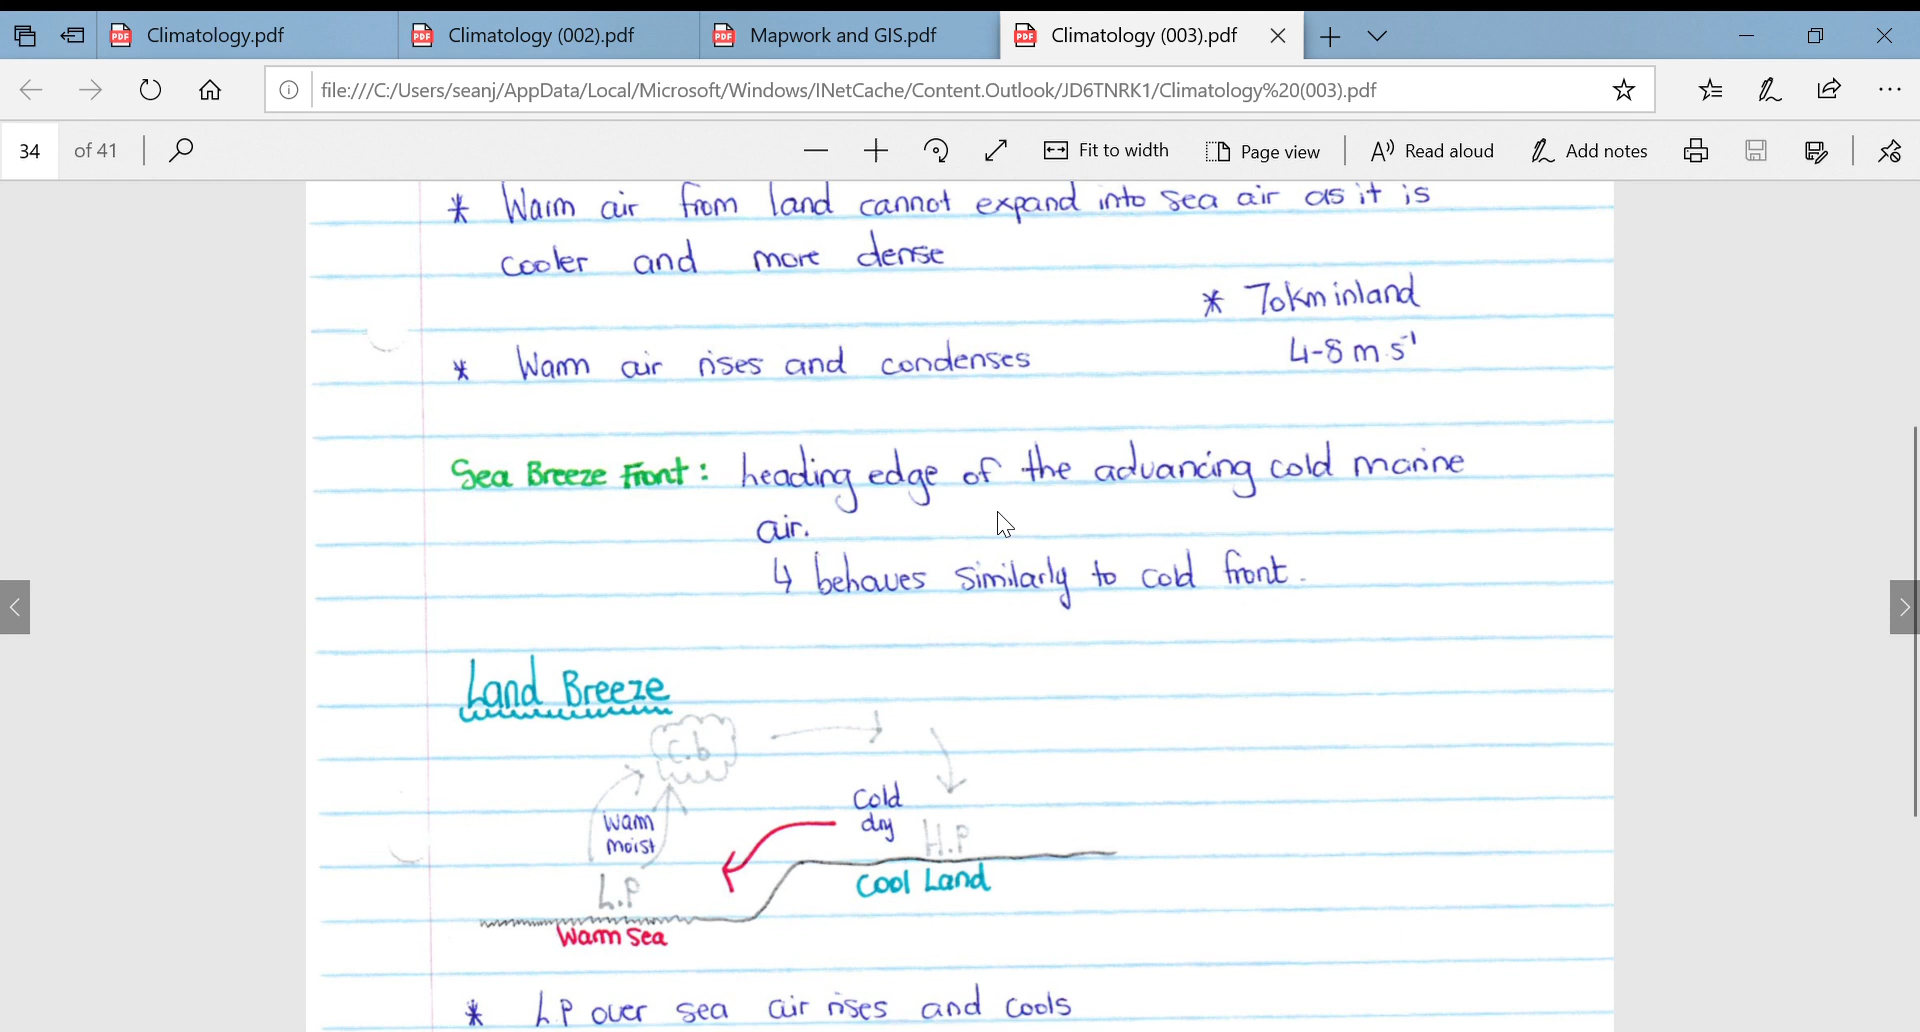 Climatology.pdf
Climatology (002).pdf
Mapwork and GIS.pdf
Climatology (003).pdf
file:///C:/Users/seanj/AppData/Local/Microsoft/Windows/INetCache/Content.Outlook/JD6TNRK1/Climatology%20(003).pdf
34 of 41
Fit to width
Page view
Read aloud
Add notes
* Warm air from land cannot expand into sea air as it is
cooler and more dense
* 70km inland
4-8 m.s⁻¹
* Warm air rises and condenses
Sea Breeze Front: heading edge of the advancing cold marine
air.
↳ behaves similarly to cold front.
Land Breeze
C.b
Cold
dry
warm
moist
H.P
L.P
Cool Land
Warm Sea
* L.P over sea air rises and cools